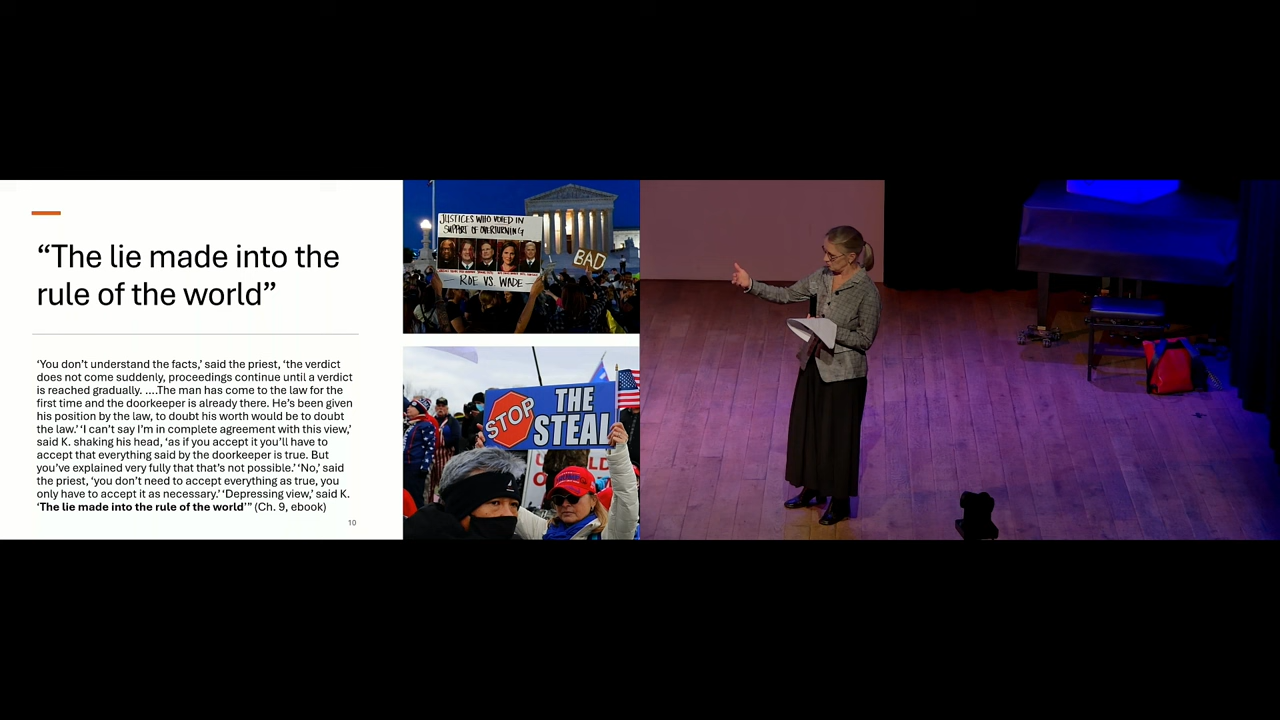 “The lie made into the
rule of the world”
‘You don’t understand the facts,’ said the priest, ‘the verdict
does not come suddenly, proceedings continue until a verdict
is reached gradually. ....The man has come to the law for the
first time and the doorkeeper is already there. He’s been given
his position by the law, to doubt his worth would be to doubt
the law.’ ‘I can’t say I’m in complete agreement with this view,’
said K. shaking his head, ‘as if you accept it you’ll have to
accept that everything said by the doorkeeper is true. But
you’ve explained very fully that that’s not possible.’ ‘No,’ said
the priest, ‘you don’t need to accept everything as true, you
only have to accept it as necessary.’ ‘Depressing view,’ said K.
‘The lie made into the rule of the world’” (Ch. 9, ebook)
10
JUSTICES WHO VOTED IN
SUPPORT OF OVERTURNING
ROE VS. WADE
BAD
STOP
THE
STEAL